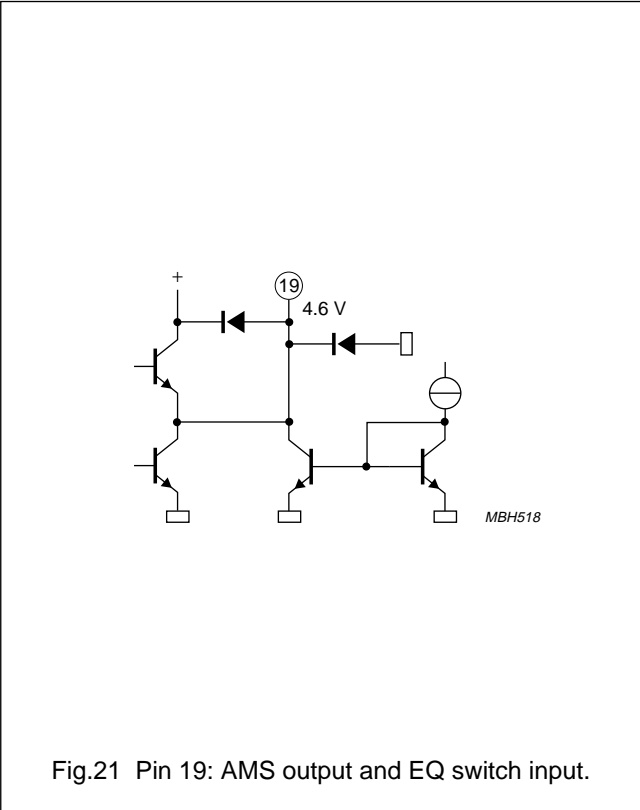 +
19
4.6 V
MBH518
Fig.21 Pin 19: AMS output and EQ switch input.